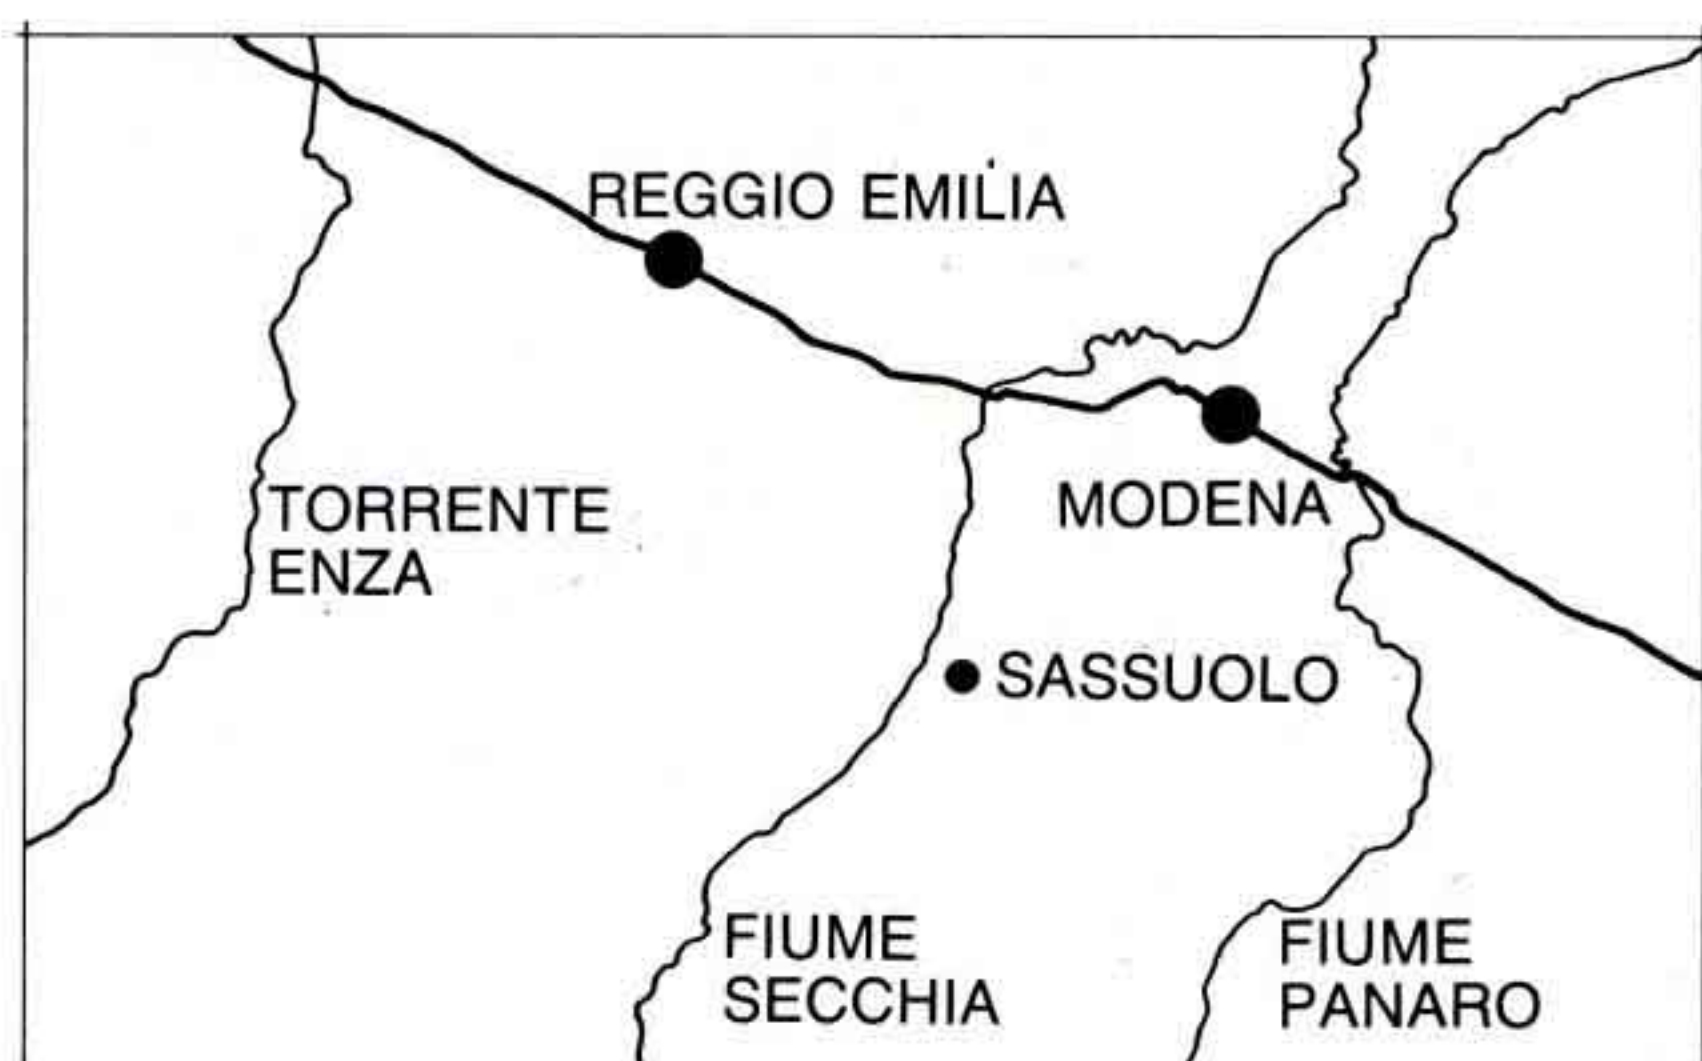 REGGIO EMILIA
TORRENTE
ENZA
MODENA
SASSUOLO
FIUME
SECCHIA
FIUME
PANARO